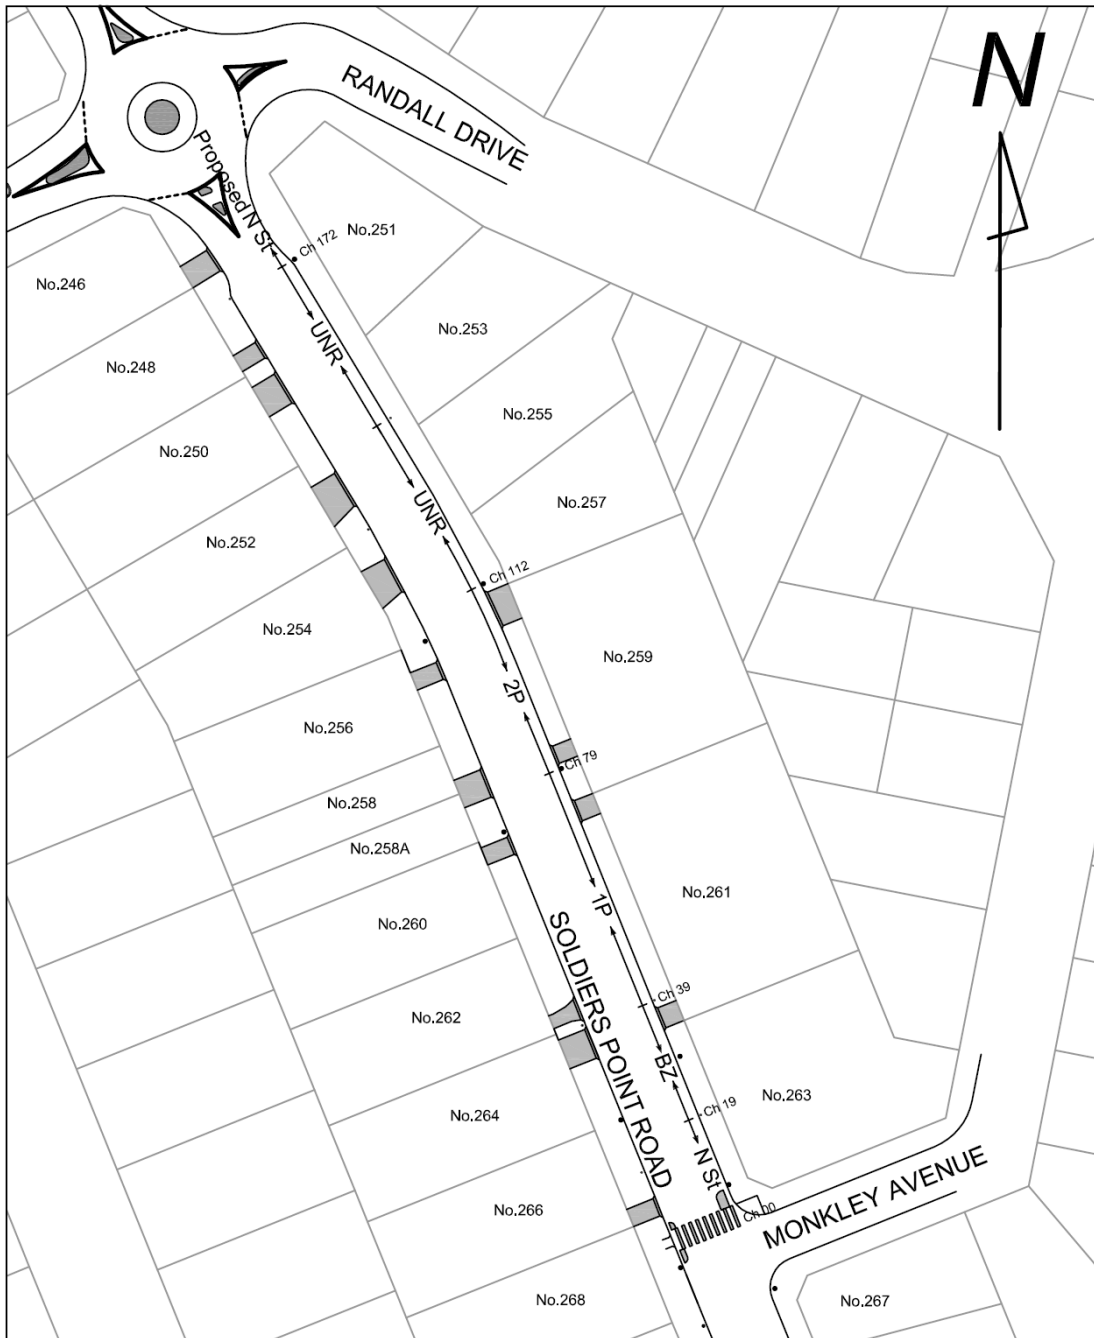 N
RANDALL DRIVE
Proposed N St
Ch 172
No.251
No.246
UNR
No.253
No.248
No.255
No.250
UNR
No.257
No.252
Ch 112
No.254
No.259
2P
No.256
Ch 79
No.258
No.258A
1P
No.261
No.260
SOLDIERS POINT ROAD
Ch 39
No.262
BZ
No.263
Ch 19
No.264
N St
MONKLEY AVENUE
No.266
Ch 00
No.268
No.267